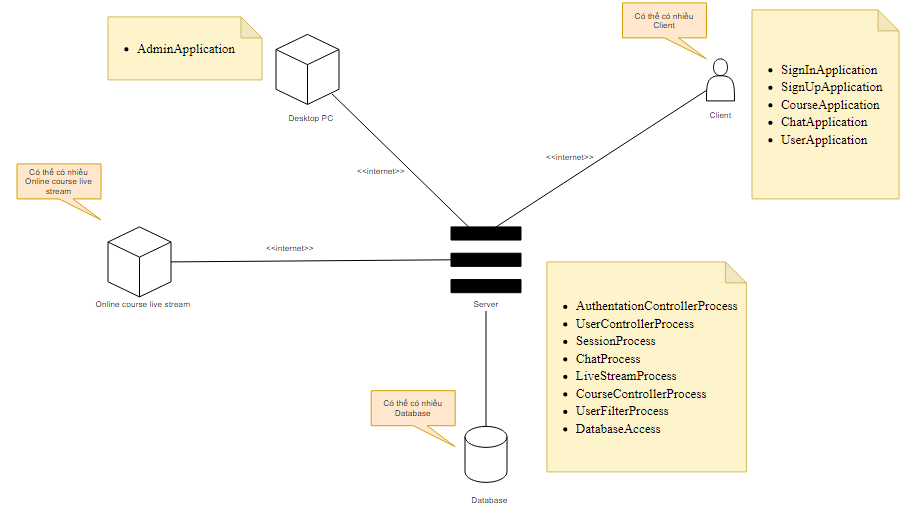 AdminApplication
Desktop PC
Có thể có nhiều
Client
Client
SignInApplication
SignUpApplication
CourseApplication
ChatApplication
UserApplication
<<internet>>
<<internet>>
Có thể có nhiều
Online course live
stream
<<internet>>
Online course live stream
Server
AuthentationControllerProcess
UserControllerProcess
SessionProcess
ChatProcess
LiveStreamProcess
CourseControllerProcess
UserFilterProcess
DatabaseAccess
Có thể có nhiều
Database
Database